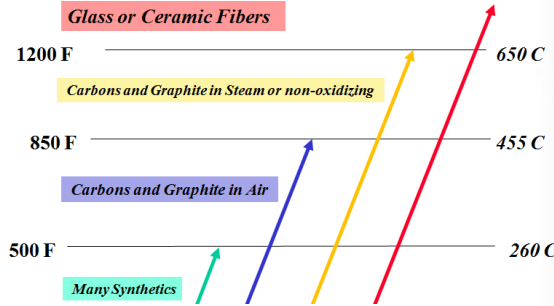 Glass or Ceramic Fibers
1200 F
650 C
Carbons and Graphite in Steam or non-oxidizing
850 F
455 C
Carbons and Graphite in Air
500 F
260 C
Many Synthetics